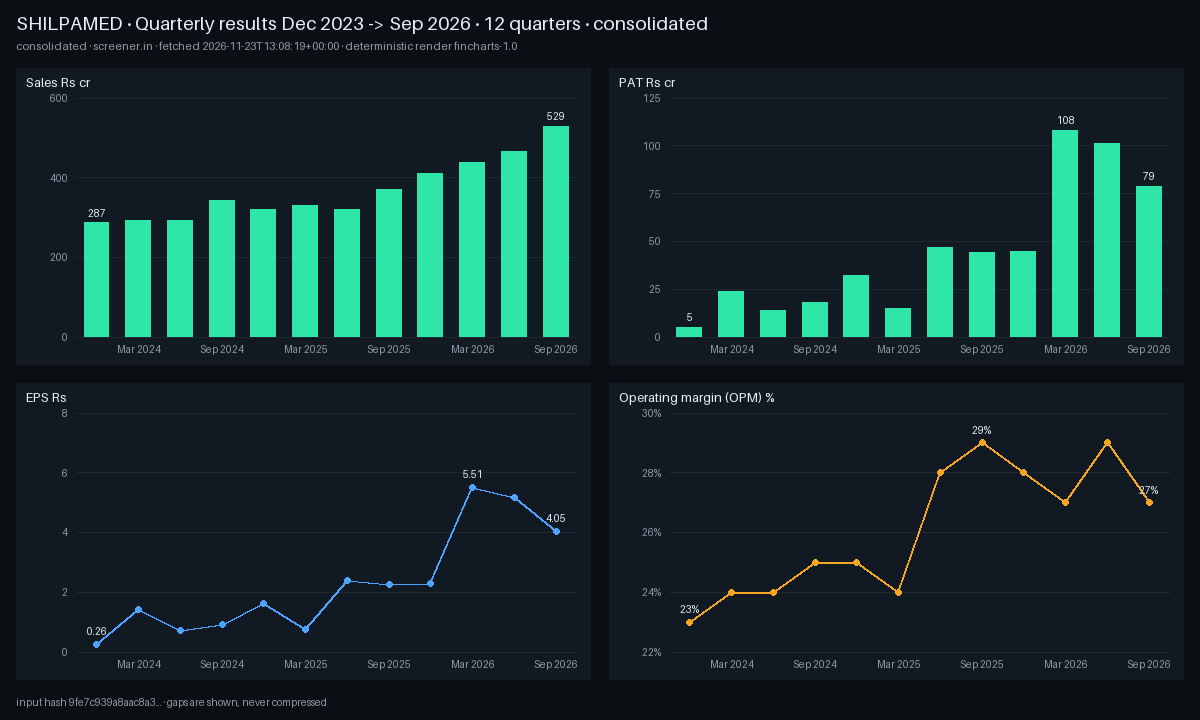 SHILPAMED · Quarterly results Dec 2023 -> Sep 2026 · 12 quarters · consolidated
consolidated · screener.in · fetched 2026-11-23T13:08:19+00:00 · deterministic render fincharts-1.0
Sales Rs cr
600
400
200
0
287
529
Mar 2024
Sep 2024
Mar 2025
Sep 2025
Mar 2026
Sep 2026
PAT Rs cr
125
100
75
50
25
0
5
108
79
Mar 2024
Sep 2024
Mar 2025
Sep 2025
Mar 2026
Sep 2026
EPS Rs
8
6
4
2
0
0.26
5.51
4.05
Mar 2024
Sep 2024
Mar 2025
Sep 2025
Mar 2026
Sep 2026
Operating margin (OPM) %
30%
28%
26%
24%
22%
23%
29%
27%
Mar 2024
Sep 2024
Mar 2025
Sep 2025
Mar 2026
Sep 2026
input hash 9fe7c939a8aac8a3… · gaps are shown, never compressed